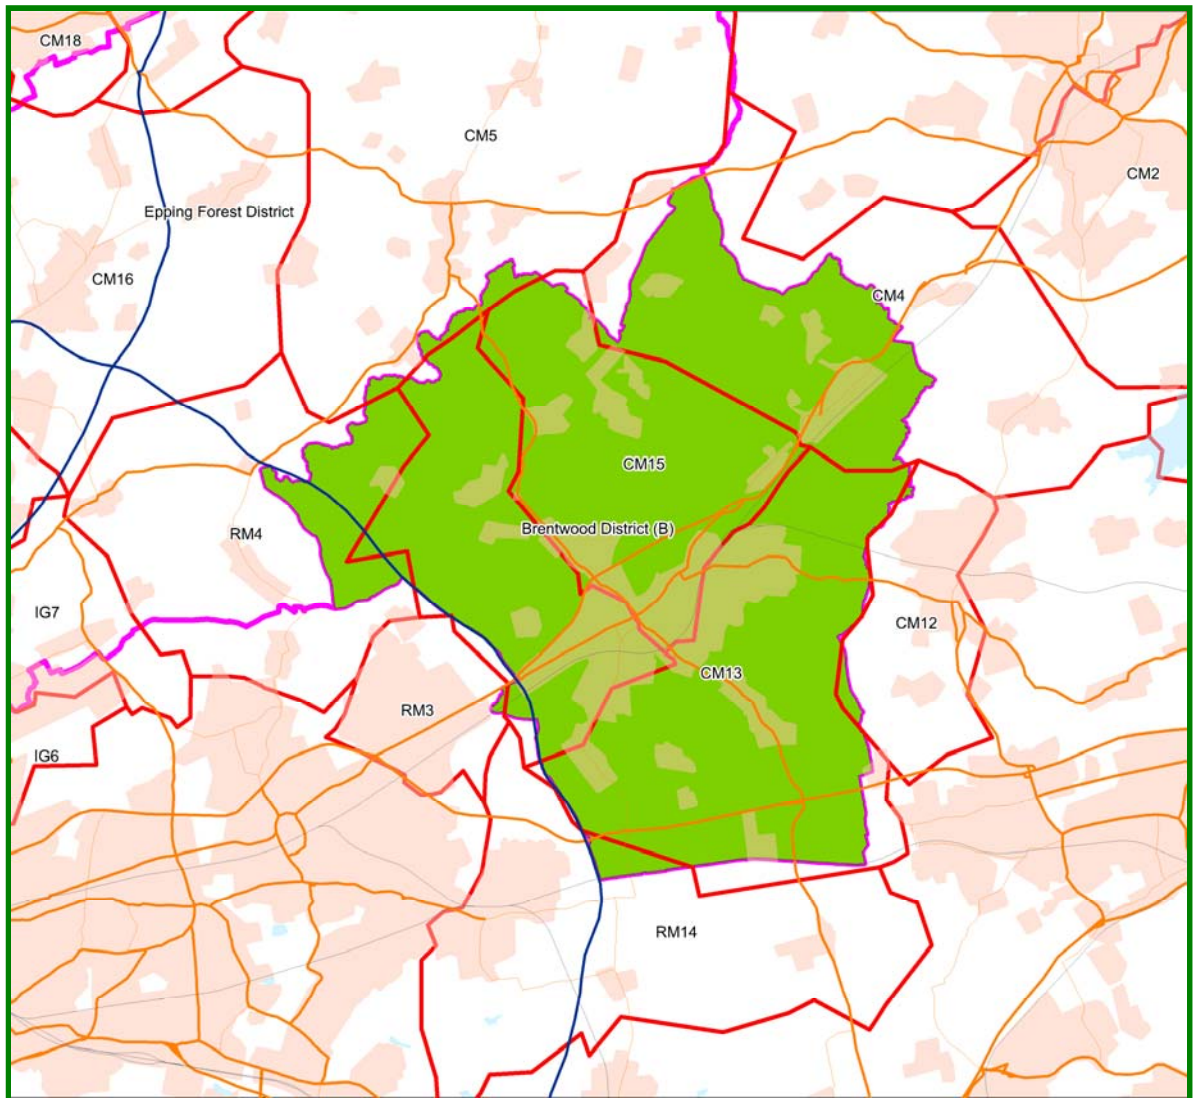 CM18
CM5
CM2
Epping Forest District
CM16
CM4
CM15
Brentwood District (B)
RM4
IG7
CM12
CM13
RM3
IG6
RM14